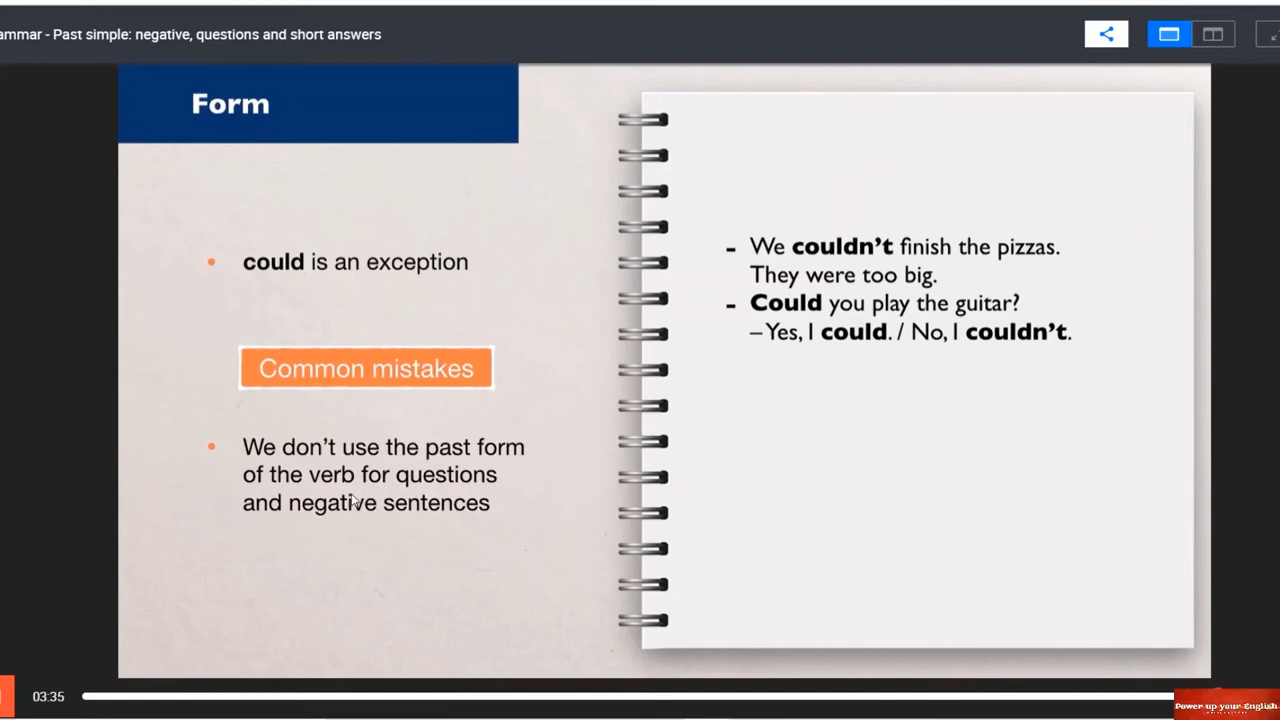 ammar - Past simple: negative, questions and short answers
Form
• could is an exception
Common mistakes
• We don't use the past form
of the verb for questions
and negative sentences
- We couldn't finish the pizzas.
They were too big.
- Could you play the guitar?
– Yes, I could. / No, I couldn't.
03:35
Power up your English